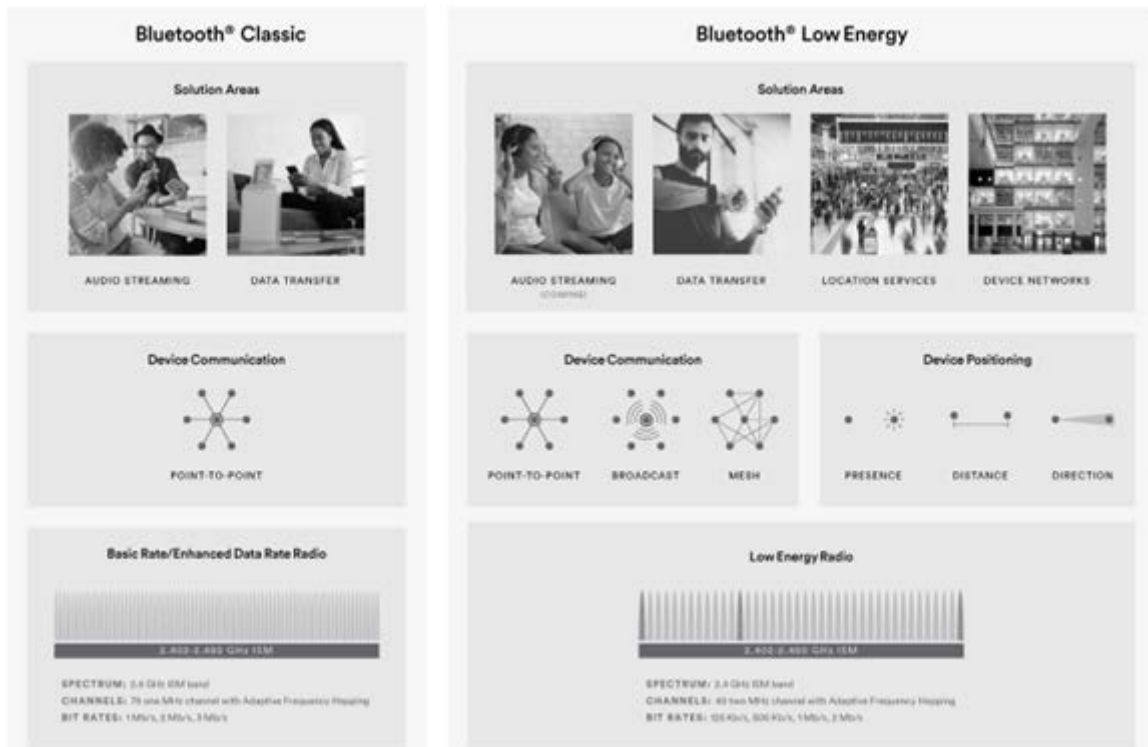 Bluetooth® Classic
Solution Areas
AUDIO STREAMING
DATA TRANSFER
Device Communication
POINT-TO-POINT
Basic Rate/Enhanced Data Rate Radio
2.402-2.480 GHz ISM
SPECTRUM: 2.4 GHz ISM band
CHANNELS: 79 one MHz channel with Adaptive Frequency Hopping
BIT RATES: 1 Mb/s, 2 Mb/s, 3 Mb/s
Bluetooth® Low Energy
Solution Areas
AUDIO STREAMING
(COMING)
DATA TRANSFER
LOCATION SERVICES
DEVICE NETWORKS
Device Communication
POINT-TO-POINT
BROADCAST
MESH
Device Positioning
PRESENCE
DISTANCE
DIRECTION
Low Energy Radio
2.402-2.480 GHz ISM
SPECTRUM: 2.4 GHz ISM band
CHANNELS: 40 two MHz channel with Adaptive Frequency Hopping
BIT RATES: 125 Kb/s, 500 Kb/s, 1 Mb/s, 2 Mb/s